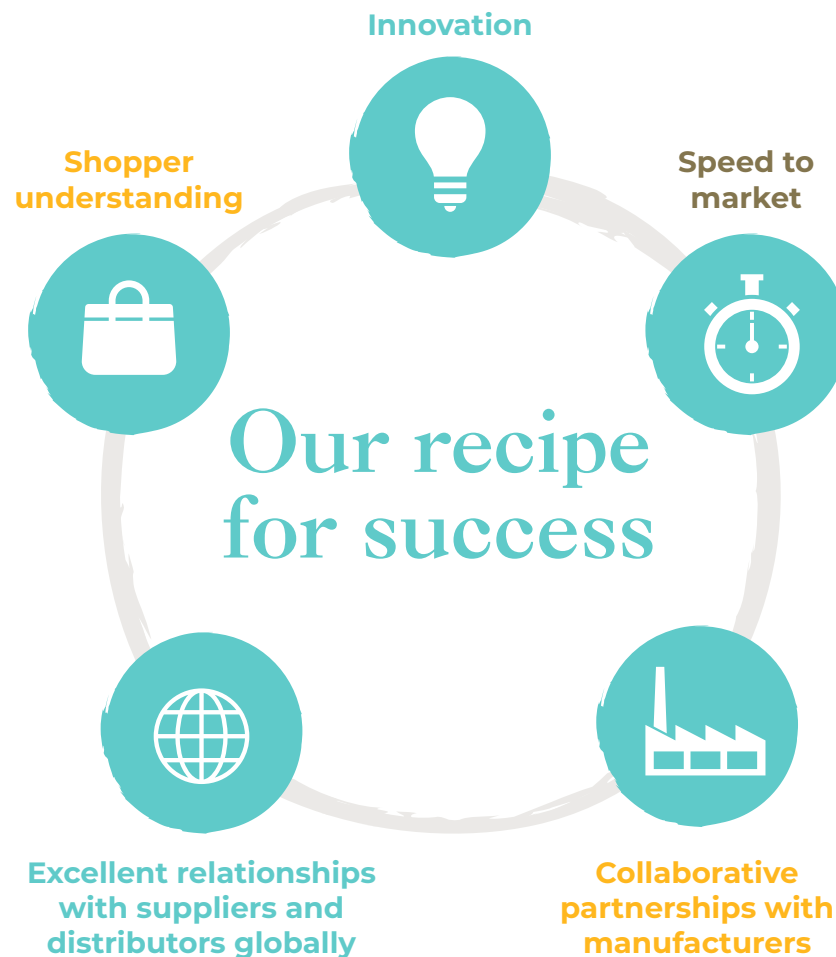 Innovation
Shopper
understanding
Speed to
market
Our recipe
for success
Excellent relationships
with suppliers and
distributors globally
Collaborative
partnerships with
manufacturers